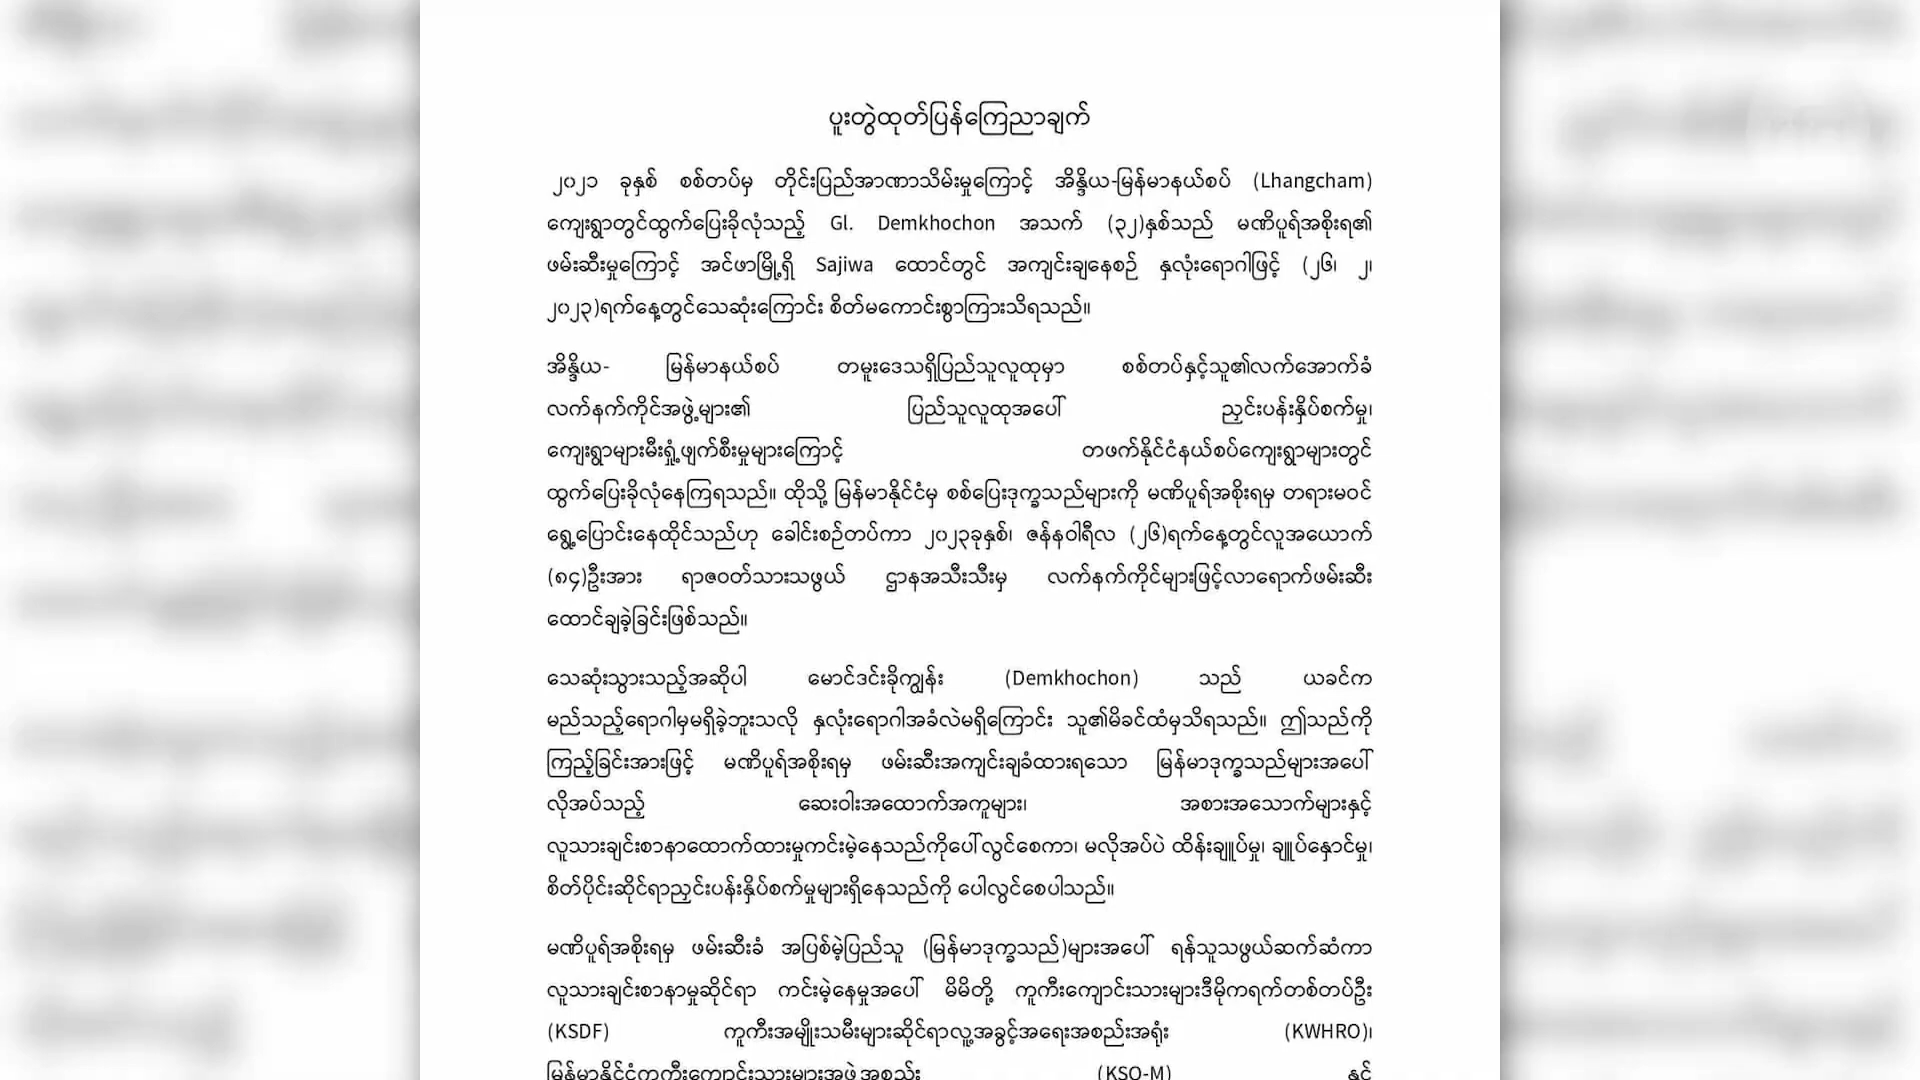 ပူးတွဲထုတ်ပြန်ကြေညာချက်
၂၀၂၁ ခုနှစ် စစ်တပ်မှ တိုင်းပြည်အာဏာသိမ်းမှုကြောင့် အိန္ဒိယ-မြန်မာနယ်စပ် (Lhangcham)
ကျေးရွာတွင်ထွက်ပြေးခိုလုံသည့် Gl. Demkhochon အသက် (၃၂)နှစ်သည် မဏိပူရ်အစိုးရ၏
ဖမ်းဆီးမှုကြောင့် အင်ဖာမြို့ရှိ Sajiwa ထောင်တွင် အကျင်းချနေစဉ် နှလုံးရောဂါဖြင့် (၂၆၊ ၂၊
၂၀၂၃)ရက်နေ့တွင်သေဆုံးကြောင်း စိတ်မကောင်းစွာကြားသိရသည်။
အိန္ဒိယ- မြန်မာနယ်စပ် တမူးဒေသရှိပြည်သူလူထုမှာ စစ်တပ်နှင့်သူ၏လက်အောက်ခံ
လက်နက်ကိုင်အဖွဲ့များ၏ ပြည်သူလူထုအပေါ် ညှင်းပန်းနှိပ်စက်မှု၊
ကျေးရွာများမီးရှို့ဖျက်စီးမှုများကြောင့် တဖက်နိုင်ငံနယ်စပ်ကျေးရွာများတွင်
ထွက်ပြေးခိုလုံနေကြရသည်။ ထိုသို့ မြန်မာနိုင်ငံမှ စစ်ပြေးဒုက္ခသည်များကို မဏိပူရ်အစိုးရမှ တရားမဝင်
ရွှေ့ပြောင်းနေထိုင်သည်ဟု ခေါင်းစဉ်တပ်ကာ ၂၀၂၃ခုနှစ်၊ ဇန်နဝါရီလ (၂၆)ရက်နေ့တွင်လူအယောက်
(၈၄)ဦးအား ရာဇဝတ်သားသဖွယ် ဌာနအသီးသီးမှ လက်နက်ကိုင်များဖြင့်လာရောက်ဖမ်းဆီး
ထောင်ချခဲ့ခြင်းဖြစ်သည်။
သေဆုံးသွားသည့်အဆိုပါ မောင်ဒင်းခိုကျွန်း (Demkhochon) သည် ယခင်က
မည်သည့်ရောဂါမှမရှိခဲ့ဘူးသလို နှလုံးရောဂါအခံလဲမရှိကြောင်း သူ၏မိခင်ထံမှသိရသည်။ ဤသည်ကို
ကြည့်ခြင်းအားဖြင့် မဏိပူရ်အစိုးရမှ ဖမ်းဆီးအကျင်းချခံထားရသော မြန်မာဒုက္ခသည်များအပေါ်
လိုအပ်သည့် ဆေးဝါးအထောက်အကူများ၊ အစားအသောက်များနှင့်
လူသားချင်းစာနာထောက်ထားမှုကင်းမဲ့နေသည်ကိုပေါ်လွင်စေကာ၊ မလိုအပ်ပဲ ထိန်းချူပ်မှု၊ ချူပ်နှောင်မှု၊
စိတ်ပိုင်းဆိုင်ရာညှင်းပန်းနှိပ်စက်မှုများရှိနေသည်ကို ပေါလွင်စေပါသည်။
မဏိပူရ်အစိုးရမှ ဖမ်းဆီးခံ အပြစ်မဲ့ပြည်သူ (မြန်မာဒုက္ခသည်)များအပေါ် ရန်သူသဖွယ်ဆက်ဆံကာ
လူသားချင်းစာနာမှုဆိုင်ရာ ကင်းမဲ့နေမှုအပေါ် မိမိတို့ ကူကီးကျောင်းသားများဒီမိုကရက်တစ်တပ်ဦး
(KSDF) ကူကီးအမျိုးသမီးများဆိုင်ရာလူ့အခွင့်အရေးအစည်းအရုံး (KWHRO)၊
မြန်မာနိုင်ငံကူကီးကျောင်းသားများအဖွဲ့အစည်း (KSO-M) နှင့်